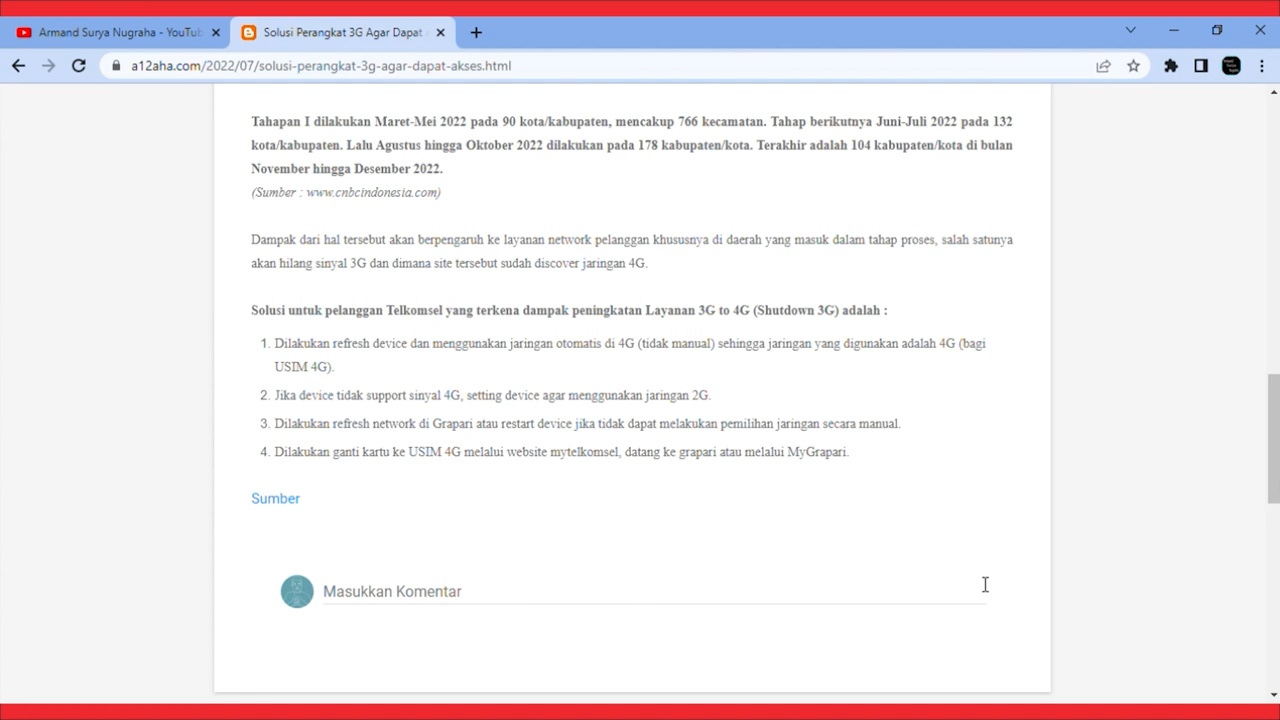 Armand Surya Nugraha - YouTub
Solusi Perangkat 3G Agar Dapat
a12aha.com/2022/07/solusi-perangkat-3g-agar-dapat-akses.html
Tahapan I dilakukan Maret-Mei 2022 pada 90 kota/kabupaten, mencakup 766 kecamatan. Tahap berikutnya Juni-Juli 2022 pada 132
kota/kabupaten. Lalu Agustus hingga Oktober 2022 dilakukan pada 178 kabupaten/kota. Terakhir adalah 104 kabupaten/kota di bulan
November hingga Desember 2022.
(Sumber : www.cnbcindonesia.com)
Dampak dari hal tersebut akan berpengaruh ke layanan network pelanggan khususnya di daerah yang masuk dalam tahap proses, salah satunya
akan hilang sinyal 3G dan dimana site tersebut sudah discover jaringan 4G.
Solusi untuk pelanggan Telkomsel yang terkena dampak peningkatan Layanan 3G to 4G (Shutdown 3G) adalah :
1. Dilakukan refresh device dan menggunakan jaringan otomatis di 4G (tidak manual) sehingga jaringan yang digunakan adalah 4G (bagi
USIM 4G).
2. Jika device tidak support sinyal 4G, setting device agar menggunakan jaringan 2G.
3. Dilakukan refresh network di Grapari atau restart device jika tidak dapat melakukan pemilihan jaringan secara manual.
4. Dilakukan ganti kartu ke USIM 4G melalui website mytelkomsel, datang ke grapari atau melalui MyGrapari.
Sumber
Masukkan Komentar